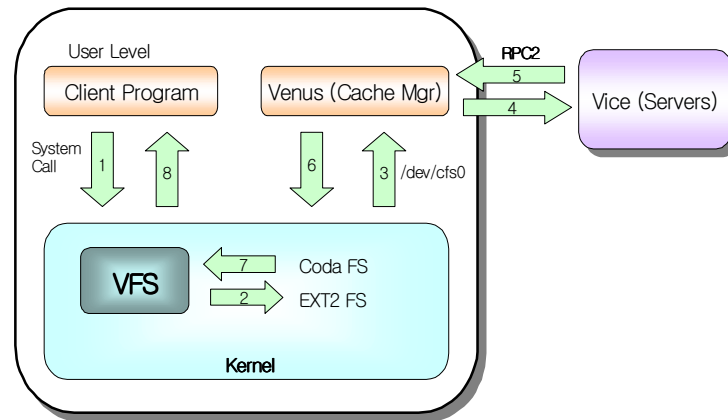 User Level
RPC2
Client Program
Venus (Cache Mgr)
5
4
Vice (Servers)
System
Call
1
8
6
3
/dev/cfs0
VFS
7
Coda FS
2
EXT2 FS
Kernel